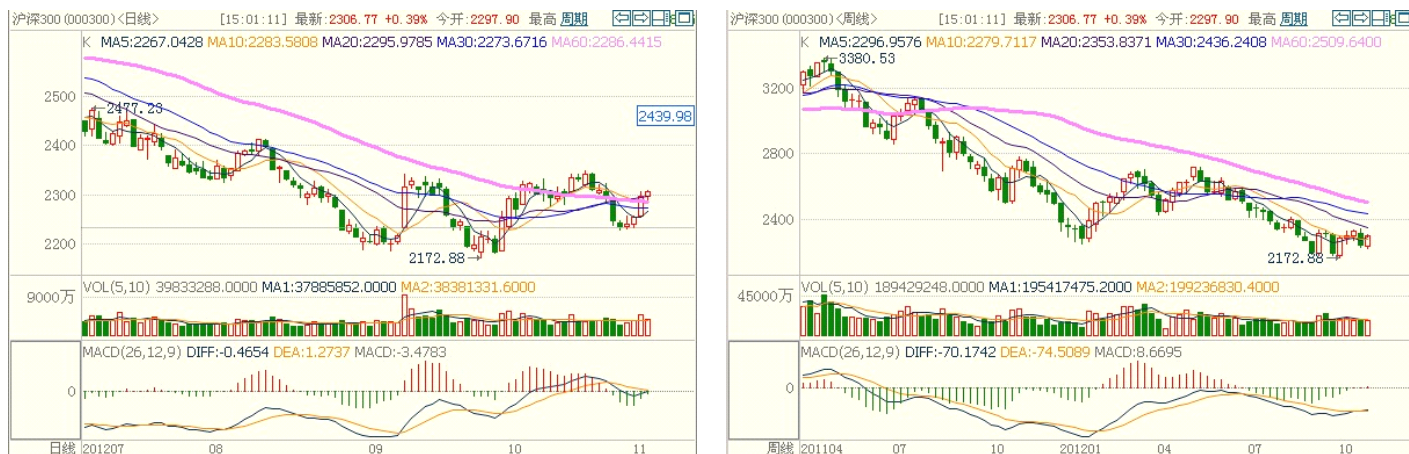 沪深300 (000300)<日线> [15:01:11] 最新:2306.77 +0.39% 今开:2297.90 最高 周期
K MA5:2267.0428 MA10:2283.5808 MA20:2295.9785 MA30:2273.6716 MA60:2286.4415
2477.23
2500
2439.98
2400
2300
2200
2172.88
VOL(5,10) 39833288.0000 MA1:37885852.0000 MA2:38381331.6000
9000万
MACD(26,12,9) DIFF:-0.4654 DEA:1.2737 MACD:-3.4783
0
日线 201207 08 09 10 11
沪深300 (000300)<周线> [15:01:11] 最新:2306.77 +0.39% 今开:2297.90 最高 周期
K MA5:2296.9576 MA10:2279.7117 MA20:2353.8371 MA30:2436.2408 MA60:2509.6400
3380.53
3200
2800
2400
2172.88
VOL(5,10) 189429248.0000 MA1:195417475.2000 MA2:199236830.4000
45000万
MACD(26,12,9) DIFF:-70.1742 DEA:-74.5089 MACD:8.6695
0
周线 201104 07 10 201201 04 07 10